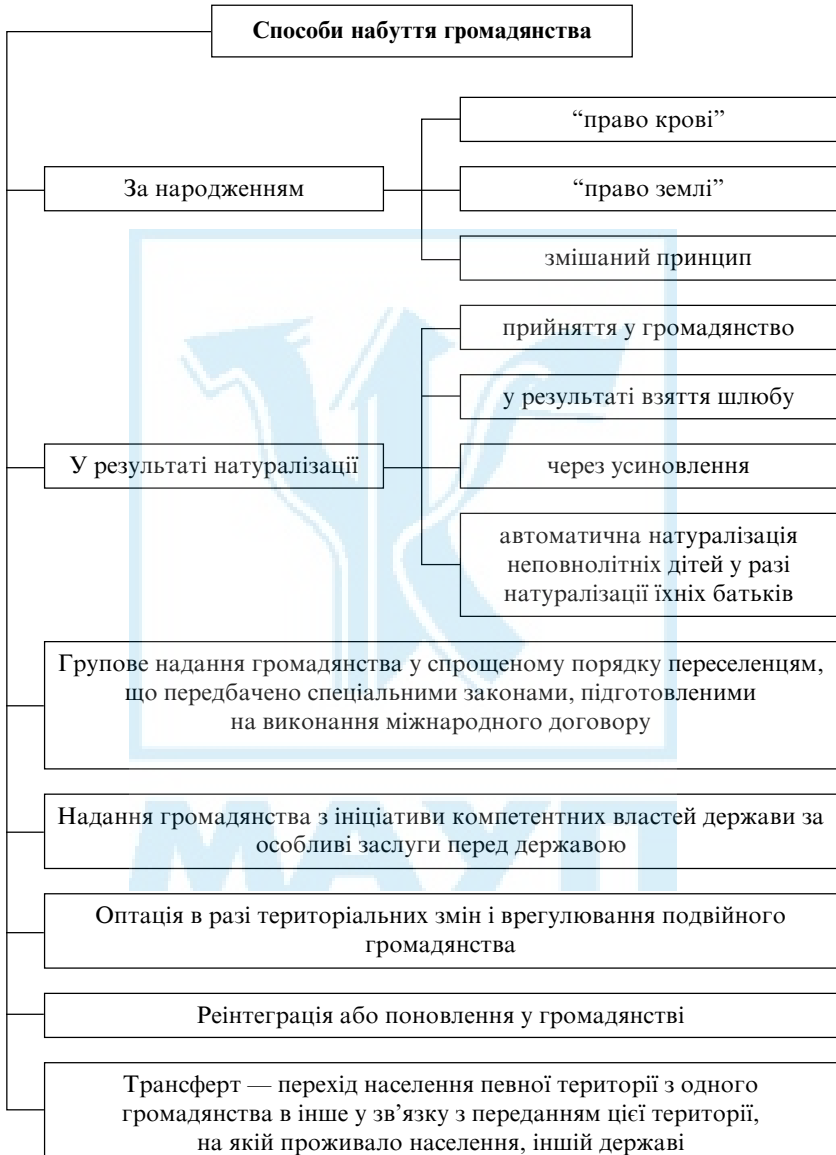 Способи набуття громадянства
За народженням
“право крові”
“право землі”
змішаний принцип
У результаті натуралізації
прийняття у громадянство
у результаті взяття шлюбу
через усиновлення
автоматична натуралізація
неповнолітніх дітей у разі
натуралізації їхніх батьків
Групове надання громадянства у спрощеному порядку переселенцям,
що передбачено спеціальними законами, підготовленими
на виконання міжнародного договору
Надання громадянства з ініціативи компетентних властей держави за
особливі заслуги перед державою
Оптація в разі територіальних змін і врегулювання подвійного
громадянства
Реінтеграція або поновлення у громадянстві
Трансферт — перехід населення певної території з одного
громадянства в інше у зв’язку з переданням цієї території,
на якій проживало населення, іншій державі
МАУП